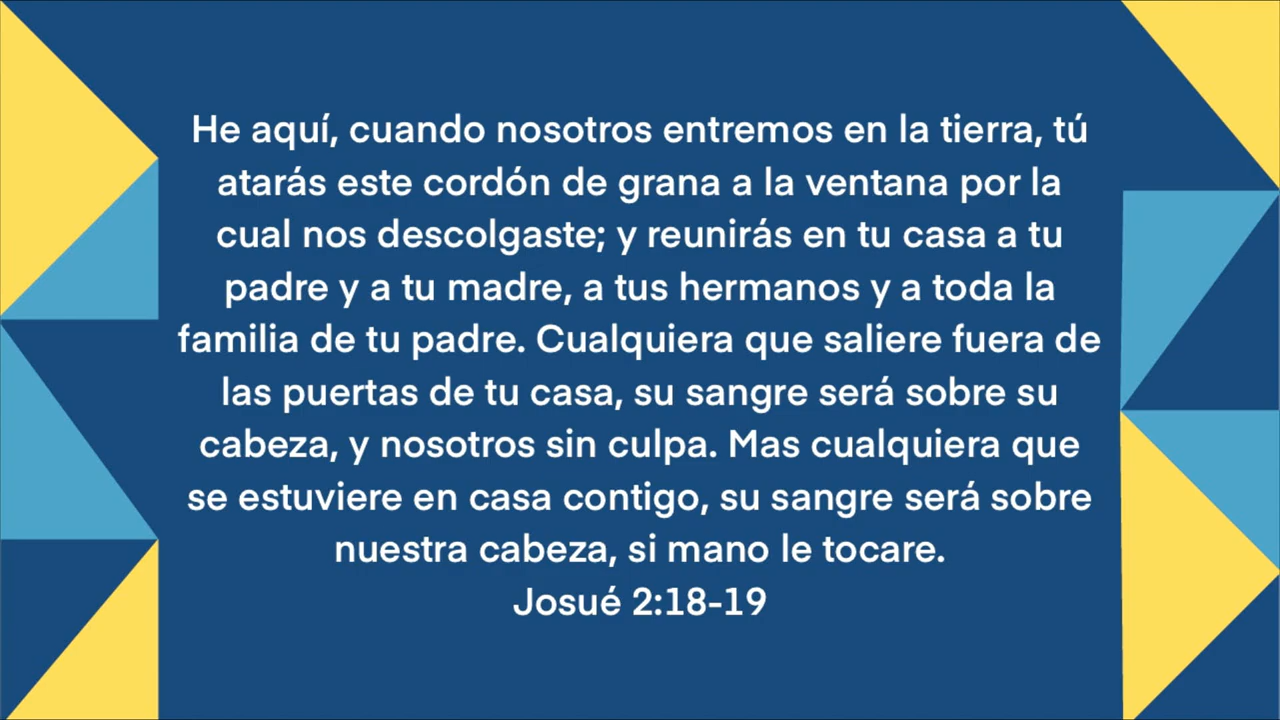 He aquí, cuando nosotros entremos en la tierra, tú
atarás este cordón de grana a la ventana por la
cual nos descolgaste; y reunirás en tu casa a tu
padre y a tu madre, a tus hermanos y a toda la
familia de tu padre. Cualquiera que saliere fuera de
las puertas de tu casa, su sangre será sobre su
cabeza, y nosotros sin culpa. Mas cualquiera que
se estuviere en casa contigo, su sangre será sobre
nuestra cabeza, si mano le tocare.
Josué 2:18-19